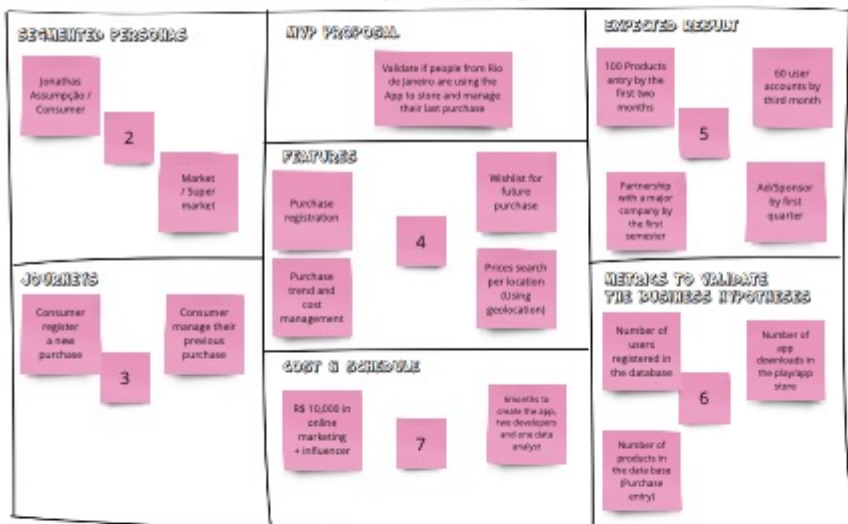 SEGMENTED PERSONAS
Jonathas
Assumpção /
Consumer
2
Market
/ Super
market
JOURNEYS
Consumer
register
a new
purchase
3
Consumer
manage their
previous
purchase
MVP PROPOSAL
Validate if people from Rio
de Janeiro are using the
App to store and manage
their last purchase
FEATURES
Purchase
registration
Wishlist for
future
purchase
4
Purchase
trend and
cost
management
Prices search
per location
(Using
geolocation)
COST & SCHEDULE
R$ 10,000 in
online
marketing
+ influencer
7
6months to
create the app,
two developers
and one data
analyst
EXPECTED RESULT
100 Products
entry by the
first two
months
60 user
accounts by
third month
5
Partnership
with a major
company by
the first
semester
Ad/Sponsor
by first
quarter
METRICS TO VALIDATE
THE BUSINESS HYPOTHESES
Number of
users
registered in
the database
Number of
app
downloads in
the play/app
store
6
Number of
products in
the data base
(Purchase
entry)